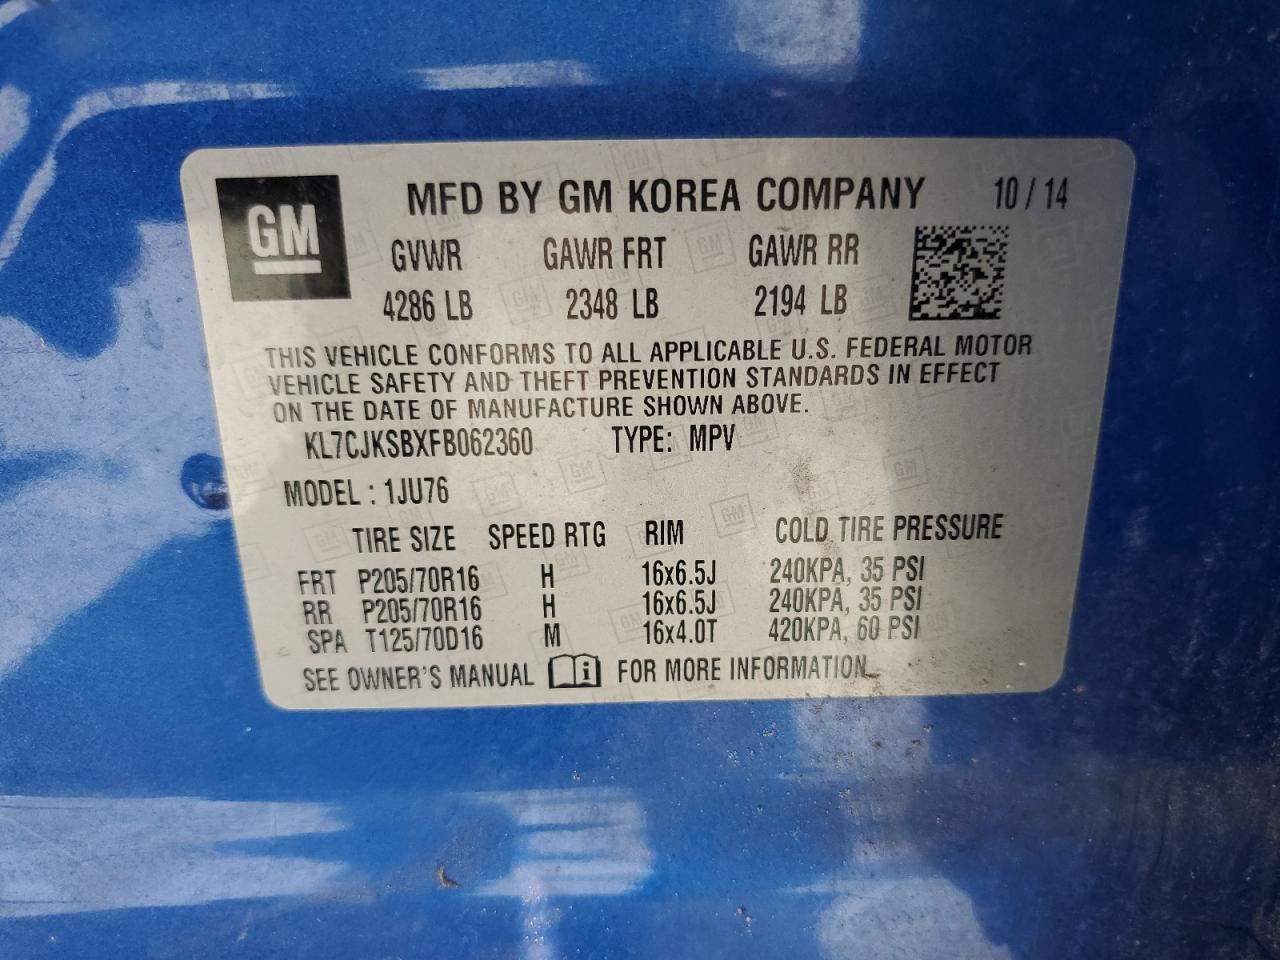 GM
MFD BY GM KOREA COMPANY 10 / 14
GVWR GAWR FRT GAWR RR
4286 LB 2348 LB 2194 LB
THIS VEHICLE CONFORMS TO ALL APPLICABLE U.S. FEDERAL MOTOR
VEHICLE SAFETY AND THEFT PREVENTION STANDARDS IN EFFECT
ON THE DATE OF MANUFACTURE SHOWN ABOVE.
KL7CJKSBXFB062360 TYPE: MPV
MODEL : 1JU76
TIRE SIZE SPEED RTG RIM COLD TIRE PRESSURE
FRT P205/70R16 H 16x6.5J 240KPA, 35 PSI
RR P205/70R16 H 16x6.5J 240KPA, 35 PSI
SPA T125/70D16 M 16x4.0T 420KPA, 60 PSI
SEE OWNER'S MANUAL i FOR MORE INFORMATION